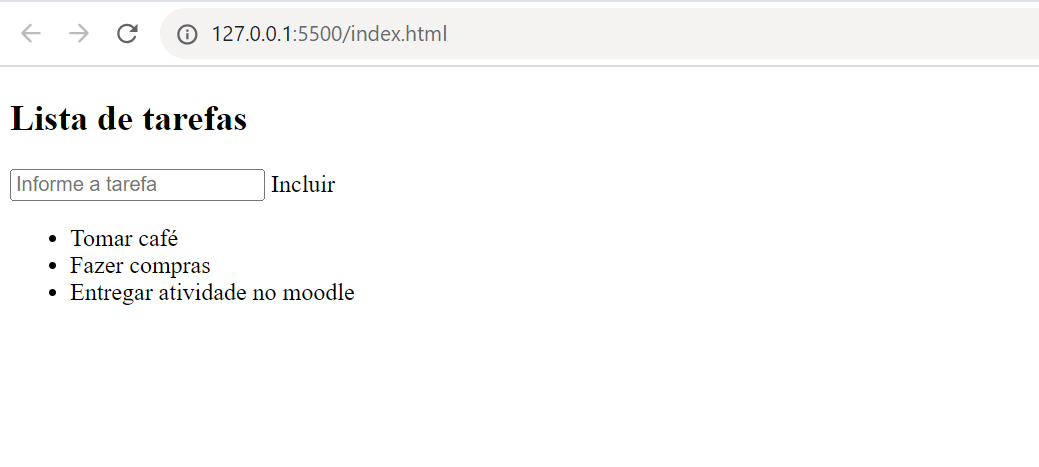 127.0.0.1:5500/index.html
Lista de tarefas
Informe a tarefa Incluir
Tomar café
Fazer compras
Entregar atividade no moodle